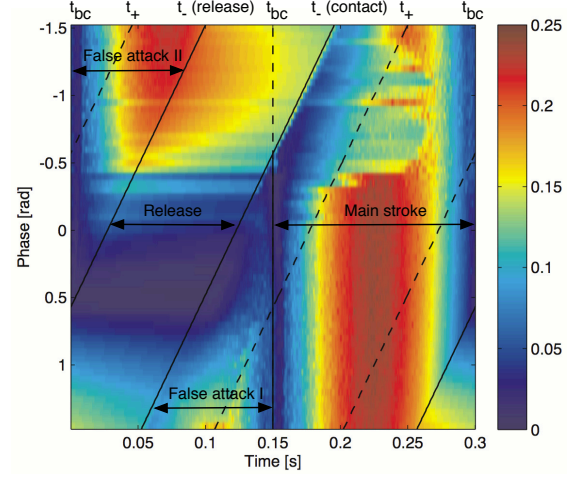 t_bc t_+ t_- (release) t_bc t_- (contact) t_+ t_bc
-1.5
False attack II
-1
-0.5
Release Main stroke
0
Phase [rad]
0.5
1
False attack I
0.05 0.1 0.15 0.2 0.25 0.3
Time [s]
0.25
0.2
0.15
0.1
0.05
0